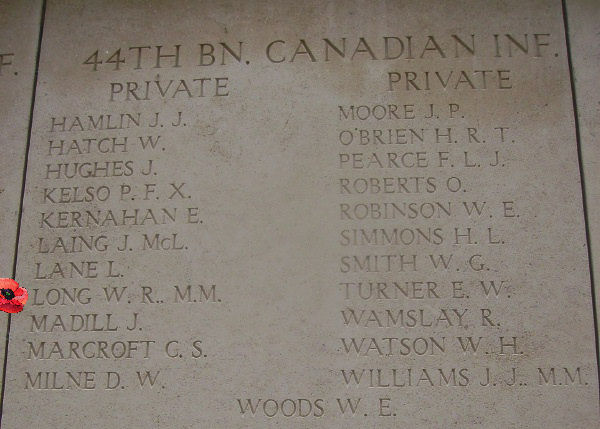 F.
44TH BN. CANADIAN INF.
PRIVATE
HAMLIN J. J.
HATCH W.
HUGHES J.
KELSO P. F. X.
KERNAHAN E.
LAING J. McL.
LANE L.
LONG W. R., M.M.
MADILL J.
MARCROFT C. S.
MILNE D. W.
PRIVATE
MOORE J. P.
O'BRIEN H. R. T.
PEARCE F. L. J.
ROBERTS O.
ROBINSON W. E.
SIMMONS H. L.
SMITH W. G.
TURNER E. W.
WAMSLAY R.
WATSON W. H.
WILLIAMS J. J., M.M.
WOODS W. E.